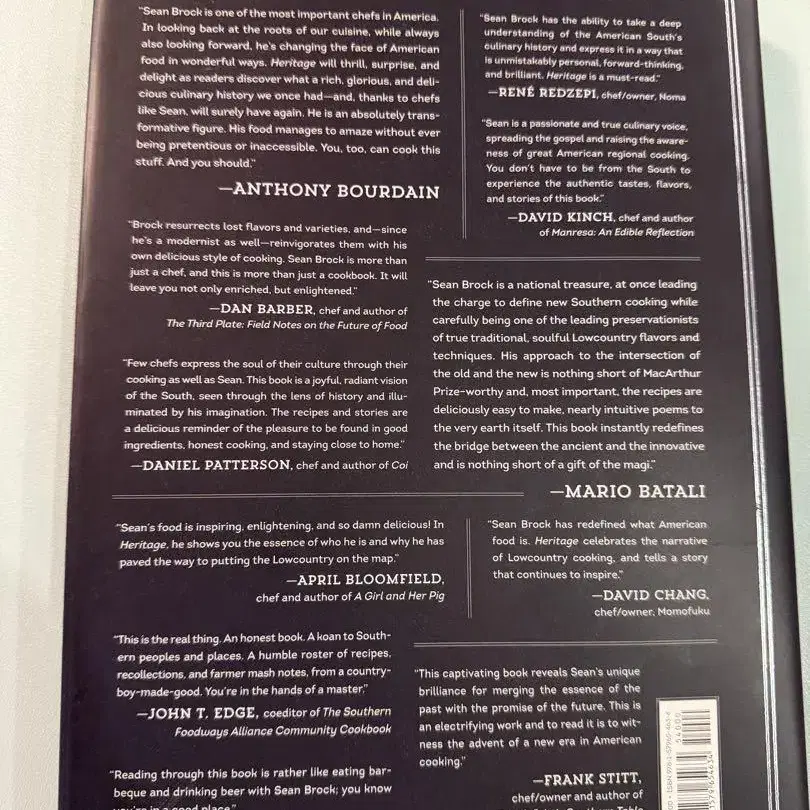 "Sean Brock is one of the most important chefs in America.
In looking back at the roots of our cuisine, while always
also looking forward, he's changing the face of American
food in wonderful ways. Heritage will thrill, surprise, and
delight as readers discover what a rich, glorious, and deli-
cious culinary history we once had—and, thanks to chefs
like Sean, will surely have again. He is an absolutely trans-
formative figure. His food manages to amaze without ever
being pretentious or inaccessible. You, too, can cook this
stuff. And you should."
—ANTHONY BOURDAIN
"Brock resurrects lost flavors and varieties, and—since
he's a modernist as well—reinvigorates them with his
own delicious style of cooking. Sean Brock is more than
just a chef, and this is more than just a cookbook. It will
leave you not only enriched, but enlightened."
—DAN BARBER, chef and author of
The Third Plate: Field Notes on the Future of Food
"Few chefs express the soul of their culture through their
cooking as well as Sean. This book is a joyful, radiant vision
of the South, seen through the lens of history and illu-
minated by his imagination. The recipes and stories are
a delicious reminder of the pleasure to be found in good
ingredients, honest cooking, and staying close to home."
—DANIEL PATTERSON, chef and author of Coi
"Sean Brock has the ability to take a deep
understanding of the American South's
culinary history and express it in a way that
is unmistakably personal, forward-thinking,
and brilliant. Heritage is a must-read."
—RENÉ REDZEPI, chef/owner, Noma
"Sean is a passionate and true culinary voice,
spreading the gospel and raising the aware-
ness of great American regional cooking.
You don't have to be from the South to
experience the authentic tastes, flavors,
and stories of this book."
—DAVID KINCH, chef and author
of Manresa: An Edible Reflection
"Sean Brock is a national treasure, at once leading
the charge to define new Southern cooking while
carefully being one of the leading preservationists
of true traditional, soulful Lowcountry flavors and
techniques. His approach to the intersection of
the old and the new is nothing short of MacArthur
Prize-worthy and, most important, the recipes are
deliciously easy to make, nearly intuitive poems to
the very earth itself. This book instantly redefines
the bridge between the ancient and the innovative
and is nothing short of a gift of the magi."
—MARIO BATALI
"Sean's food is inspiring, enlightening, and so damn delicious! In
Heritage, he shows you the essence of who he is and why he has
paved the way to putting the Lowcountry on the map."
—APRIL BLOOMFIELD,
chef and author of A Girl and Her Pig
"Sean Brock has redefined what American
food is. Heritage celebrates the narrative
of Lowcountry cooking, and tells a story
that continues to inspire."
—DAVID CHANG,
chef/owner, Momofuku
"This is the real thing. An honest book. A koan to South-
ern peoples and places. A humble roster of recipes,
recollections, and farmer mash notes, from a country-
boy-made-good. You're in the hands of a master."
—JOHN T. EDGE, coeditor of The Southern
Foodways Alliance Community Cookbook
"Reading through this book is rather like eating bar-
beque and drinking beer with Sean Brock; you know
you're in a good place."
"This captivating book reveals Sean's unique
brilliance for merging the essence of the
past with the promise of the future. This is
an electrifying work and to read it is to wit-
ness the advent of a new era in American
cooking."
—FRANK STITT,
chef/owner and author of
Southern Table
54000